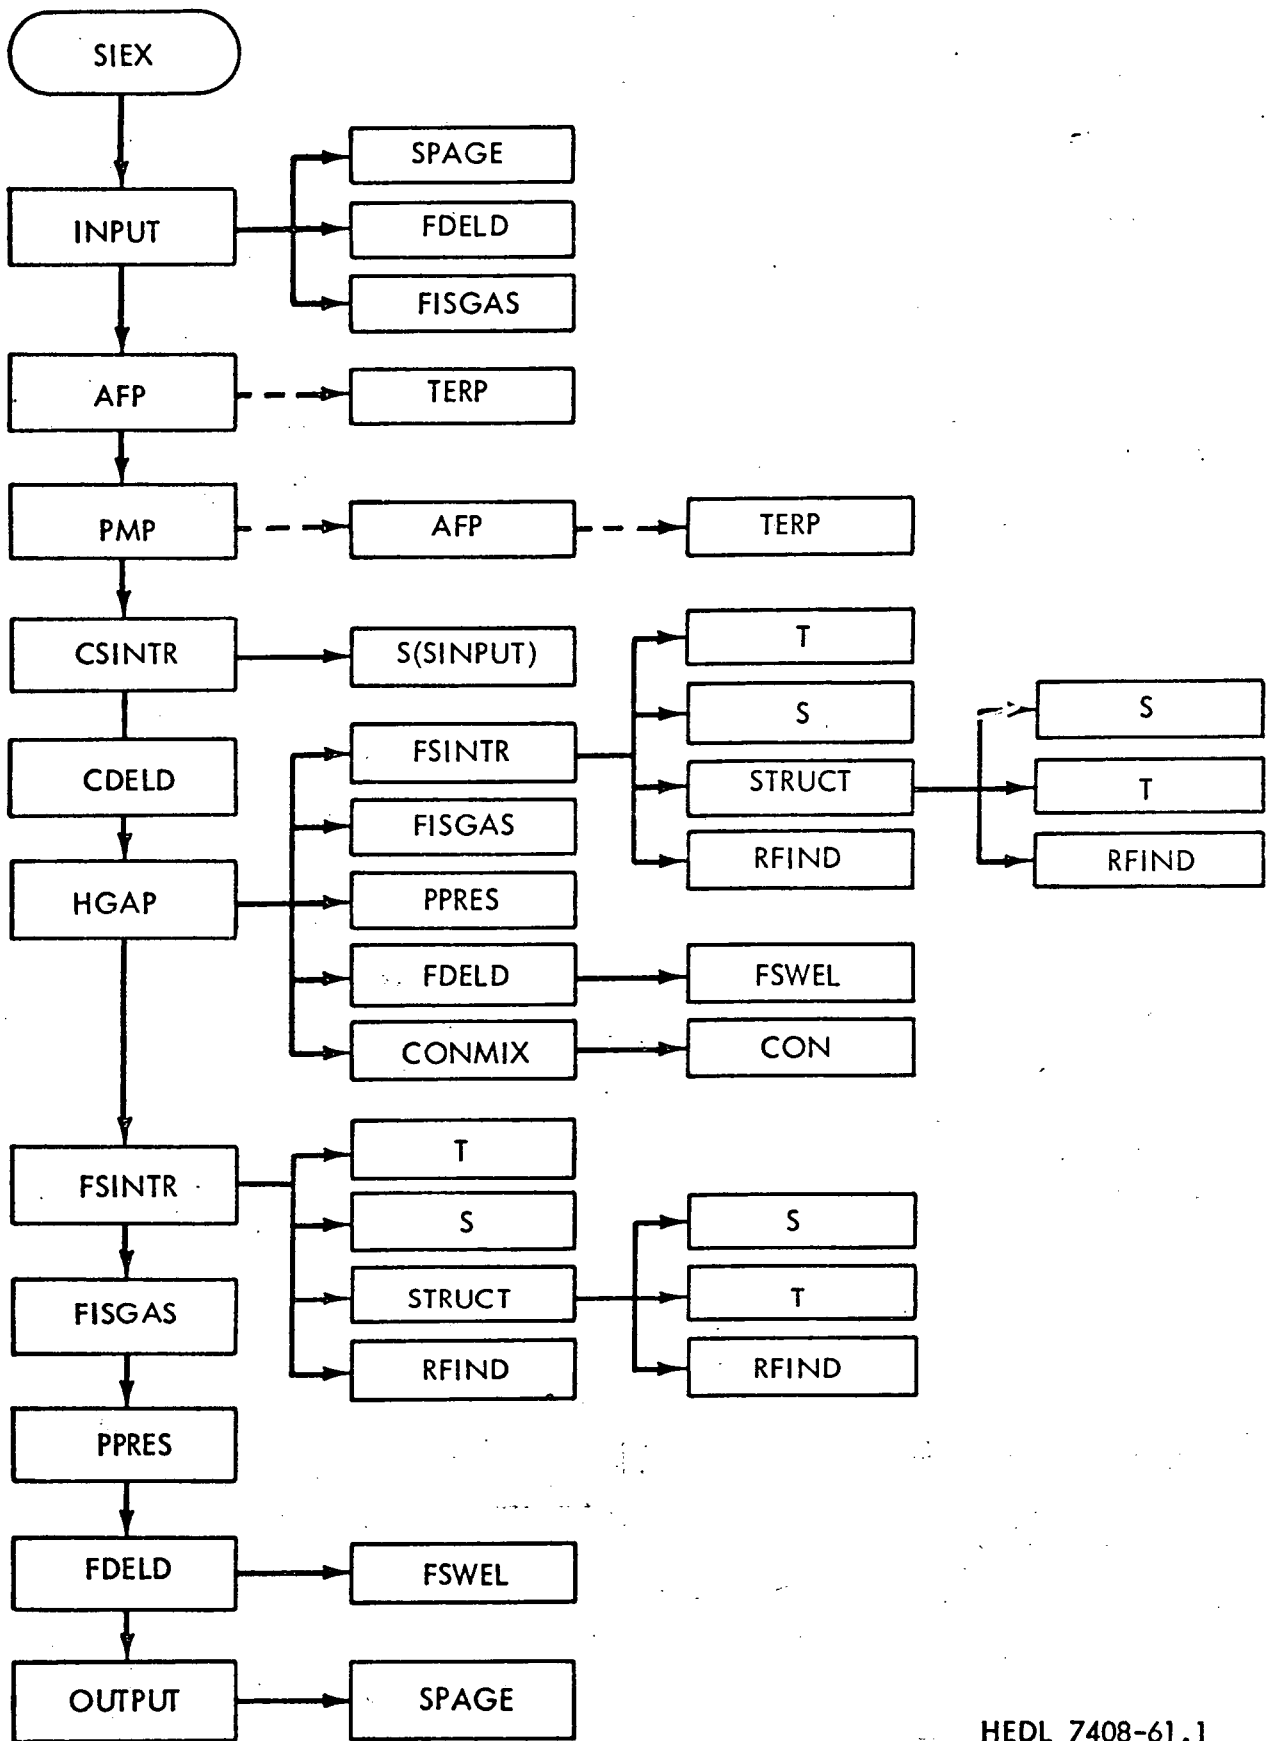 SIEX
SPAGE
INPUT
FDELD
FISGAS
AFP
TERP
PMP
AFP
TERP
CSINTR
S(SINPUT)
T
S
S
FSINTR
CDELD
STRUCT
T
FISGAS
RFIND
RFIND
HGAP
PPRES
FDELD
FSWEL
CONMIX
CON
T
FSINTR
S
S
FISGAS
STRUCT
T
RFIND
RFIND
PPRES
FDELD
FSWEL
OUTPUT
SPAGE
HEDL 7408-61.1